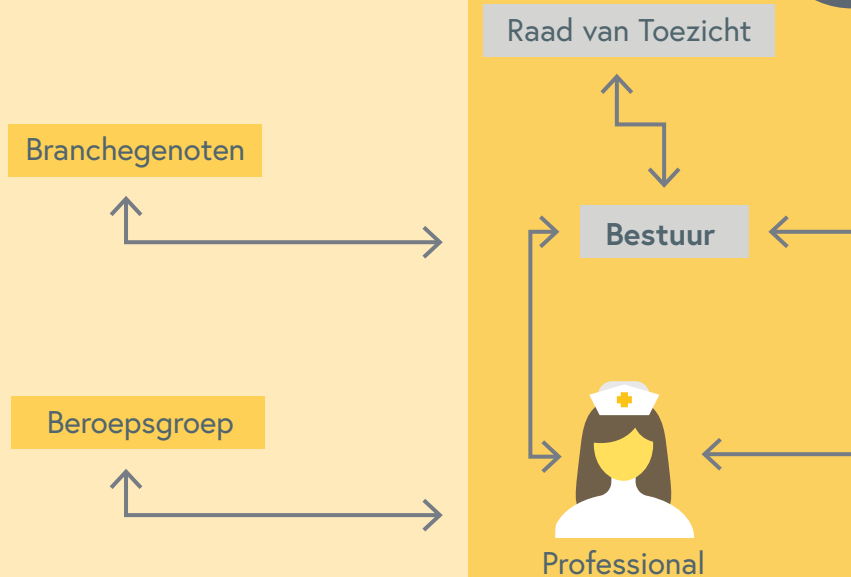 Raad van Toezicht
Branchegenoten
Bestuur
Beroepsgroep
Professional